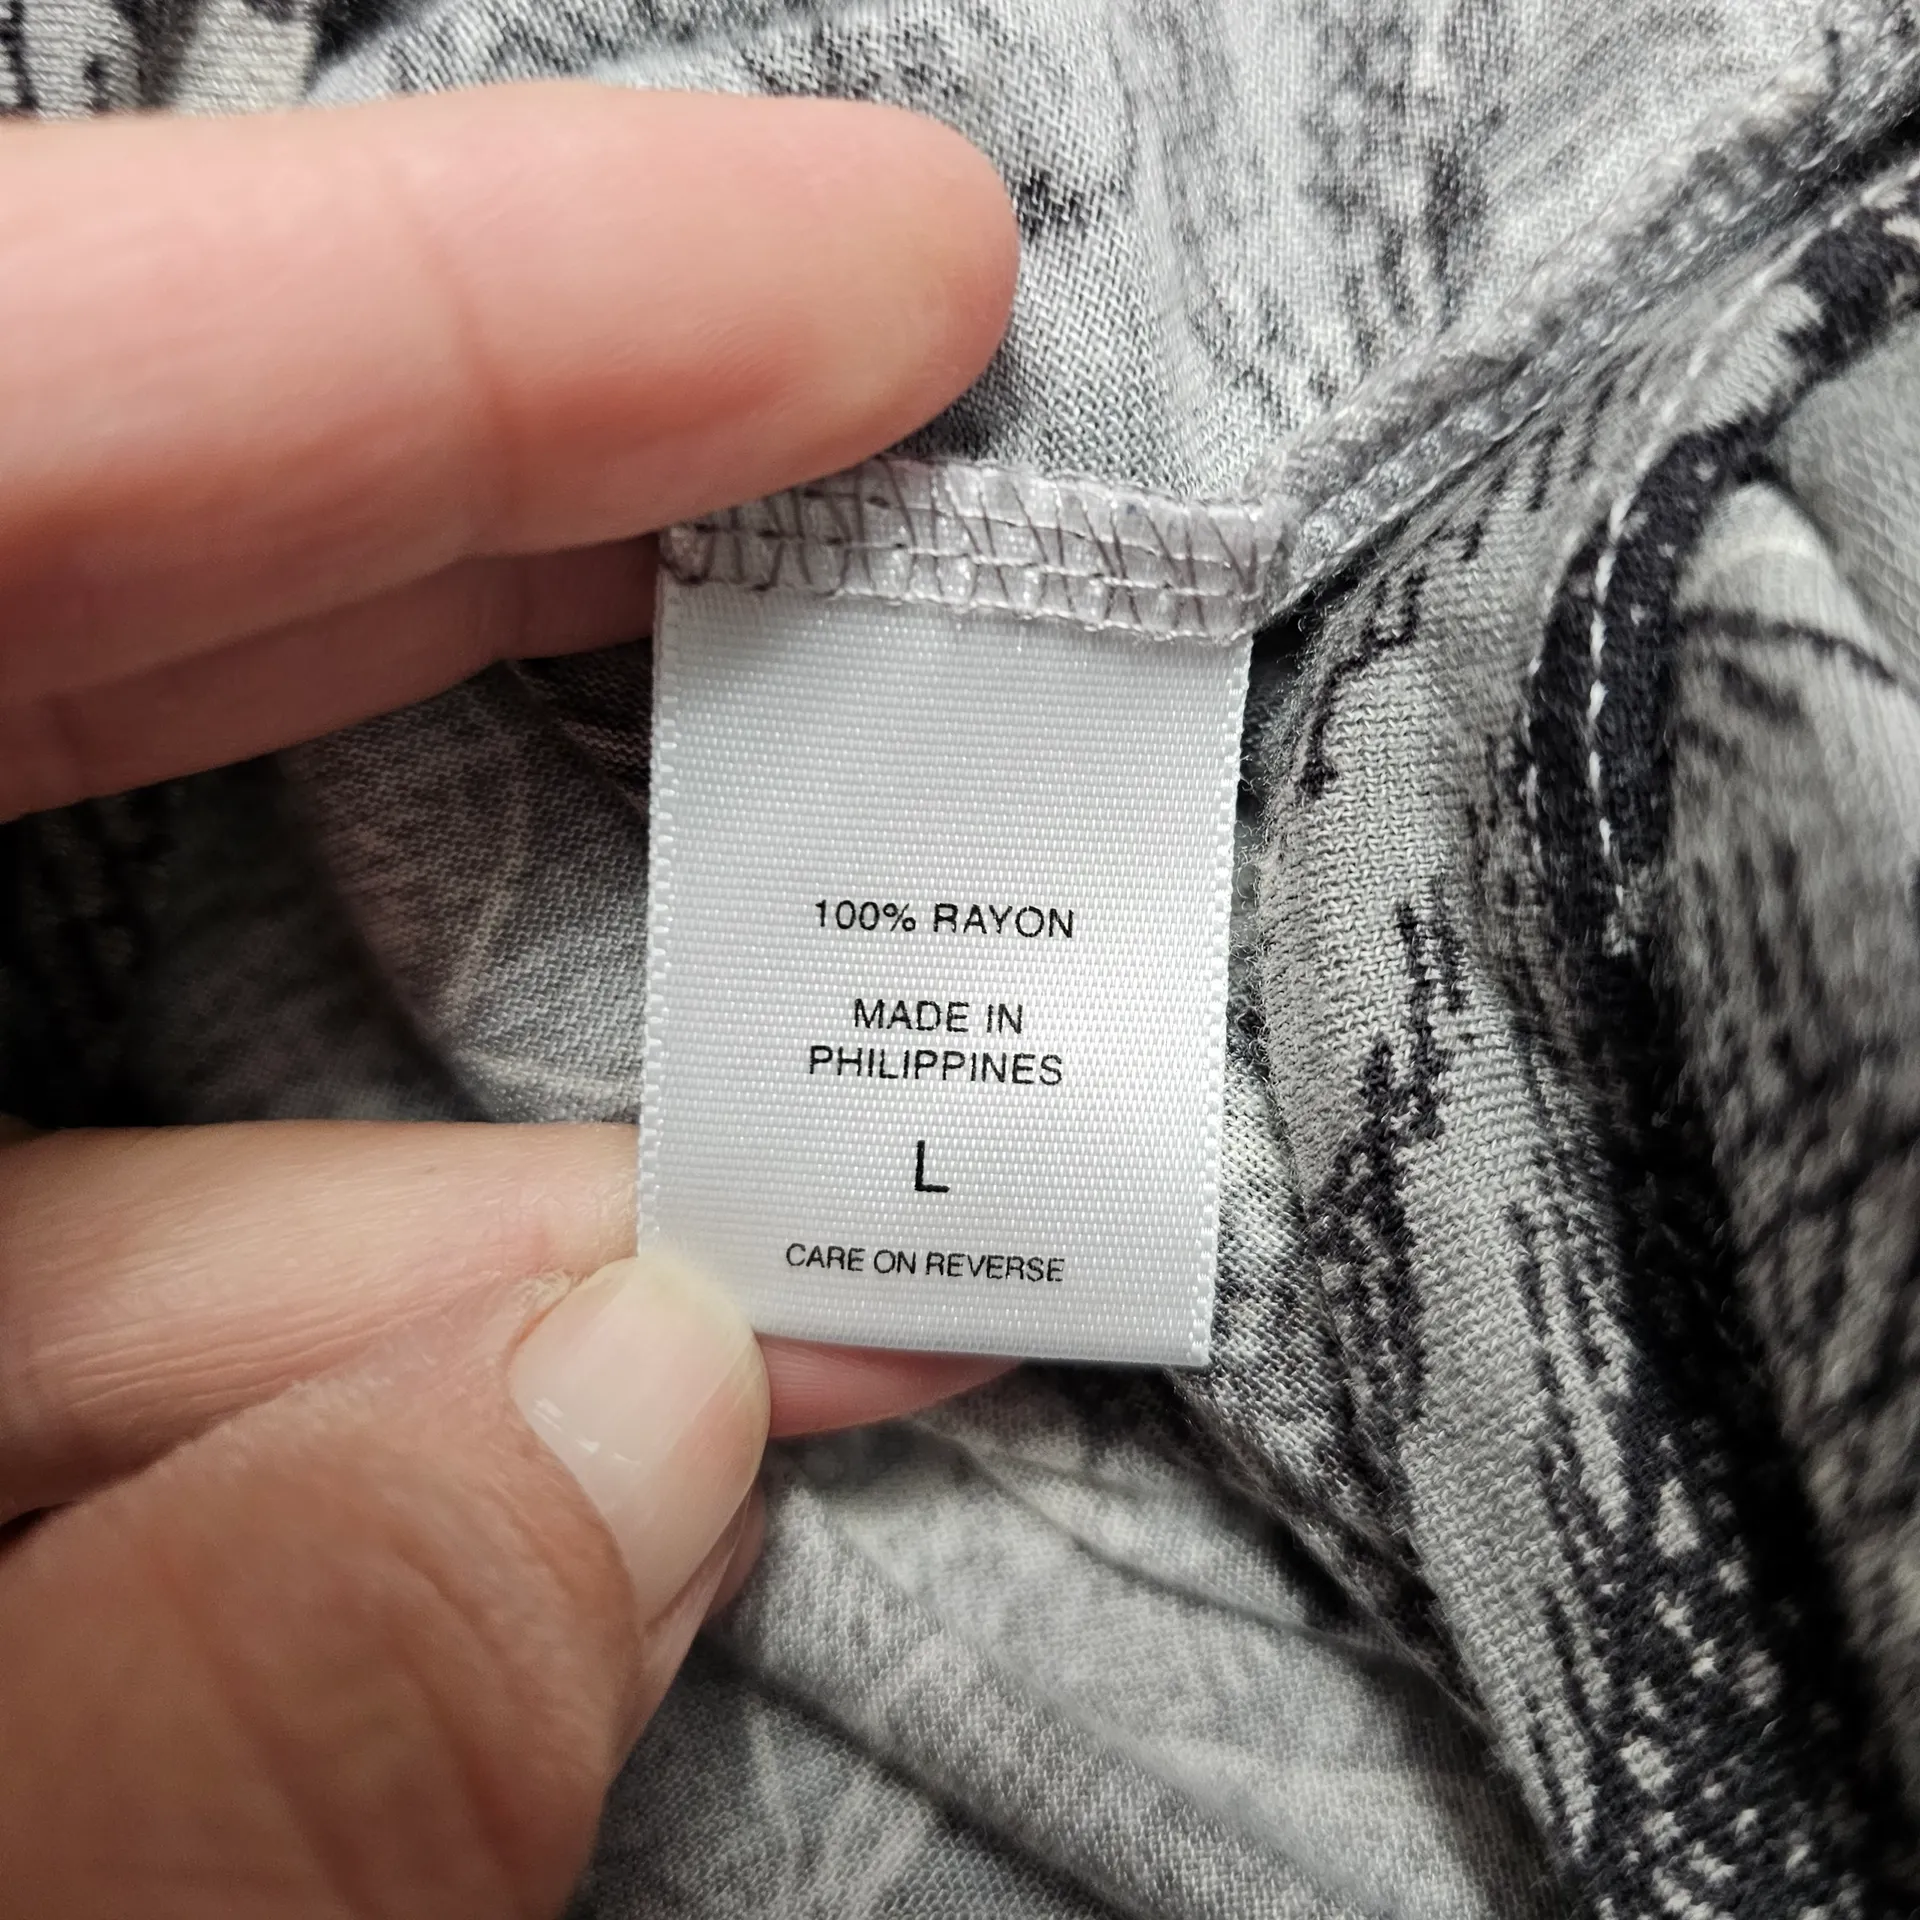 100% RAYON
MADE IN
PHILIPPINES
L
CARE ON REVERSE